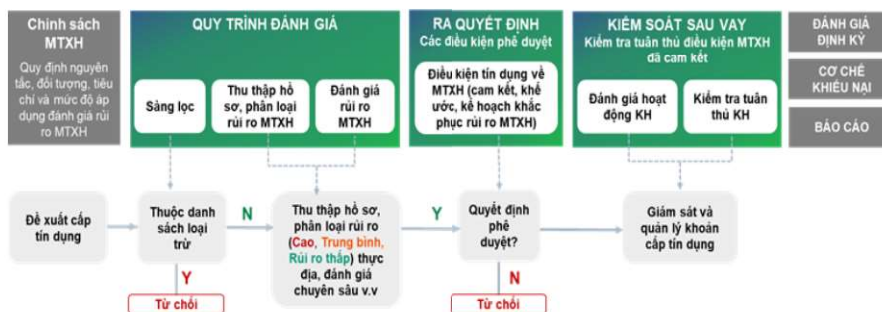 Chính sách
MTXH
Quy định nguyên
tắc, đối tượng, tiêu
chí và mức độ áp
dụng đánh giá rủi
ro MTXH
QUY TRÌNH ĐÁNH GIÁ
Sàng lọc
Thu thập hồ
sơ, phân loại
rủi ro MTXH
Đánh giá
rủi ro
MTXH
RA QUYẾT ĐỊNH
Các điều kiện phê duyệt
Điều kiện tín dụng về
MTXH (cam kết, khế
ước, kế hoạch khắc
phục rủi ro MTXH)
KIỂM SOÁT SAU VAY
Kiểm tra tuân thủ điều kiện MTXH
đã cam kết
Đánh giá hoạt
động KH
Kiểm tra tuân
thủ KH
ĐÁNH GIÁ
ĐỊNH KỲ
CƠ CHẾ
KHIẾU NẠI
BÁO CÁO
Đề xuất cấp
tín dụng
Thuộc danh
sách loại
trừ
N
Y
Từ chối
Thu thập hồ sơ,
phân loại rủi ro
(Cao, Trung bình,
Rủi ro thấp) thực
địa, đánh giá
chuyên sâu v.v
Y
Quyết định
phê
duyệt?
N
Từ chối
Giám sát và
quản lý khoản
cấp tín dụng